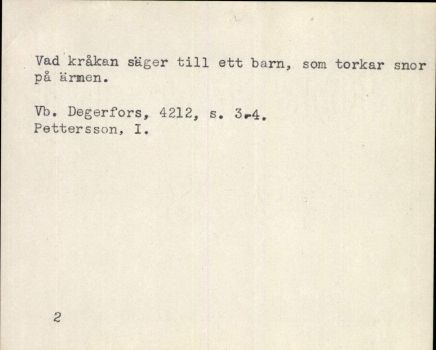 Vad kråkan säger till ett barn, som torkar snor
på ärmen.
Vb. Degerfors, 4212, s. 3-4.
Pettersson, I.
2